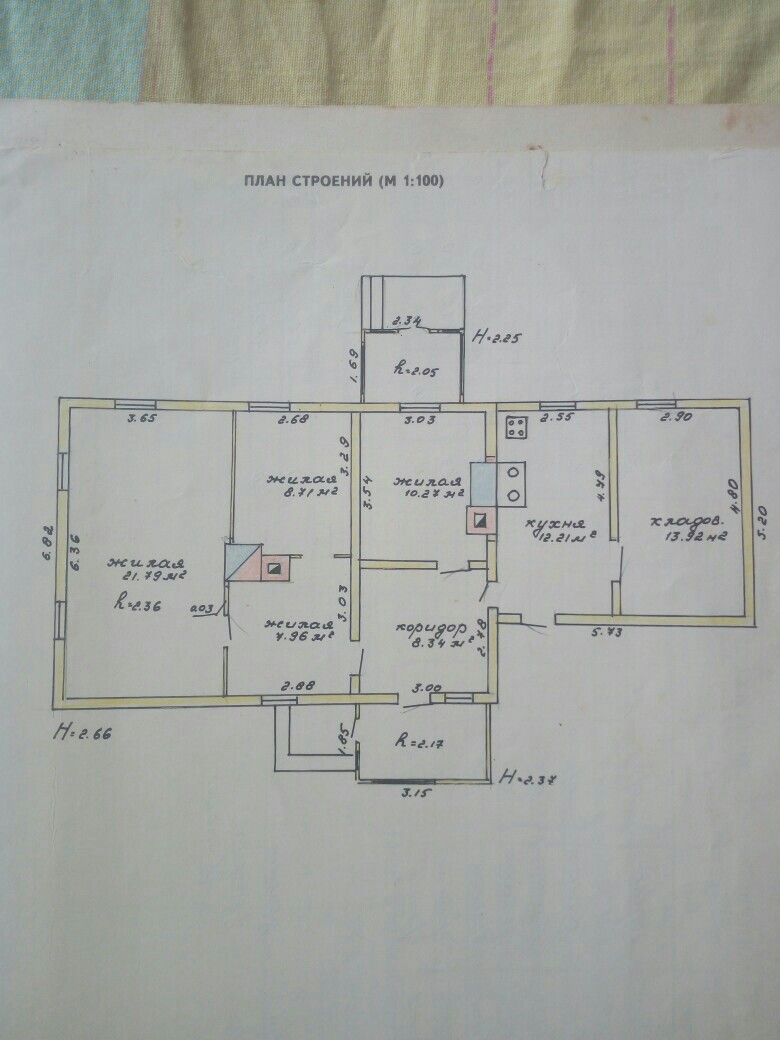 ПЛАН СТРОЕНИЙ (М 1:100)
2.34
H=2.25
1.69
h=2.05
3.65
2.68
3.03
2.55
2.90
3.29
3.54
4.79
4.80
жилая
8.71 м²
жилая
10.27 м²
кухня
12.21 м²
кладов.
13.92 м²
5.20
6.82
6.36
жилая
21.79 м²
h=2.36
0.03
3.03
жилая
7.96 м²
коридор
8.34 м²
2.78
5.73
2.88
3.00
H=2.66
1.85
h=2.17
H=2.37
3.15